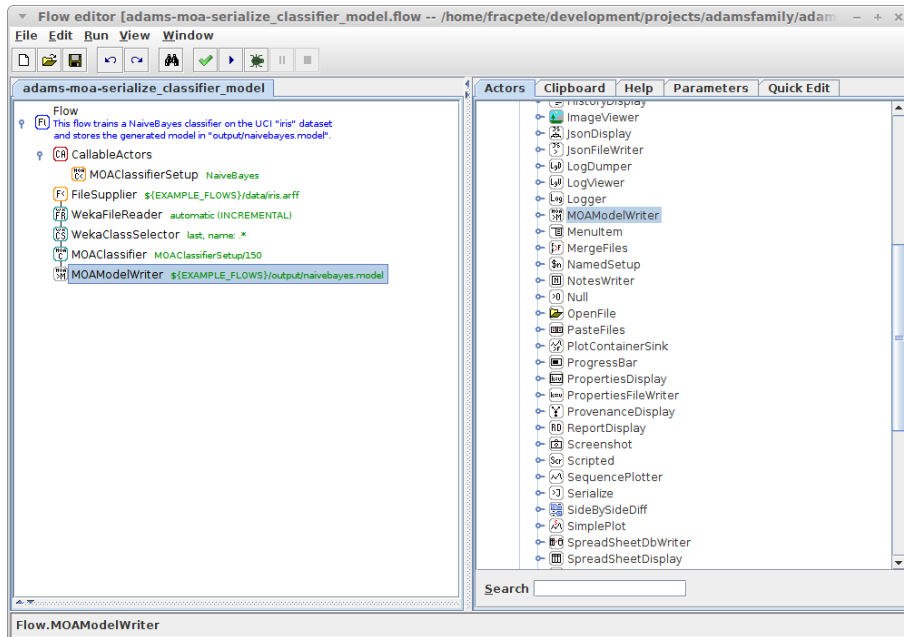 Flow editor [adams-moa-serialize_classifier_model.flow -- /home/fracpete/development/projects/adamsfamily/adam
File Edit Run View Window
adams-moa-serialize_classifier_model
Flow
This flow trains a NaiveBayes classifier on the UCI "iris" dataset
and stores the generated model in "output/naivebayes.model".
CallableActors
MOAClassifierSetup NaiveBayes
FileSupplier ${EXAMPLE_FLOWS}/data/iris.arff
WekaFileReader automatic (INCREMENTAL)
WekaClassSelector last, name: .*
MOAClassifier MOAClassifierSetup/150
MOAModelWriter ${EXAMPLE_FLOWS}/output/naivebayes.model
Actors Clipboard Help Parameters Quick Edit
HistoryDisplay
ImageViewer
JsonDisplay
JsonFileWriter
LogDumper
LogViewer
Logger
MOAModelWriter
MenuItem
MergeFiles
NamedSetup
NotesWriter
Null
OpenFile
PasteFiles
PlotContainerSink
ProgressBar
PropertiesDisplay
PropertiesFileWriter
ProvenanceDisplay
ReportDisplay
Screenshot
Scripted
SequencePlotter
Serialize
SideBySideDiff
SimplePlot
SpreadSheetDbWriter
SpreadSheetDisplay
Search
Flow.MOAModelWriter